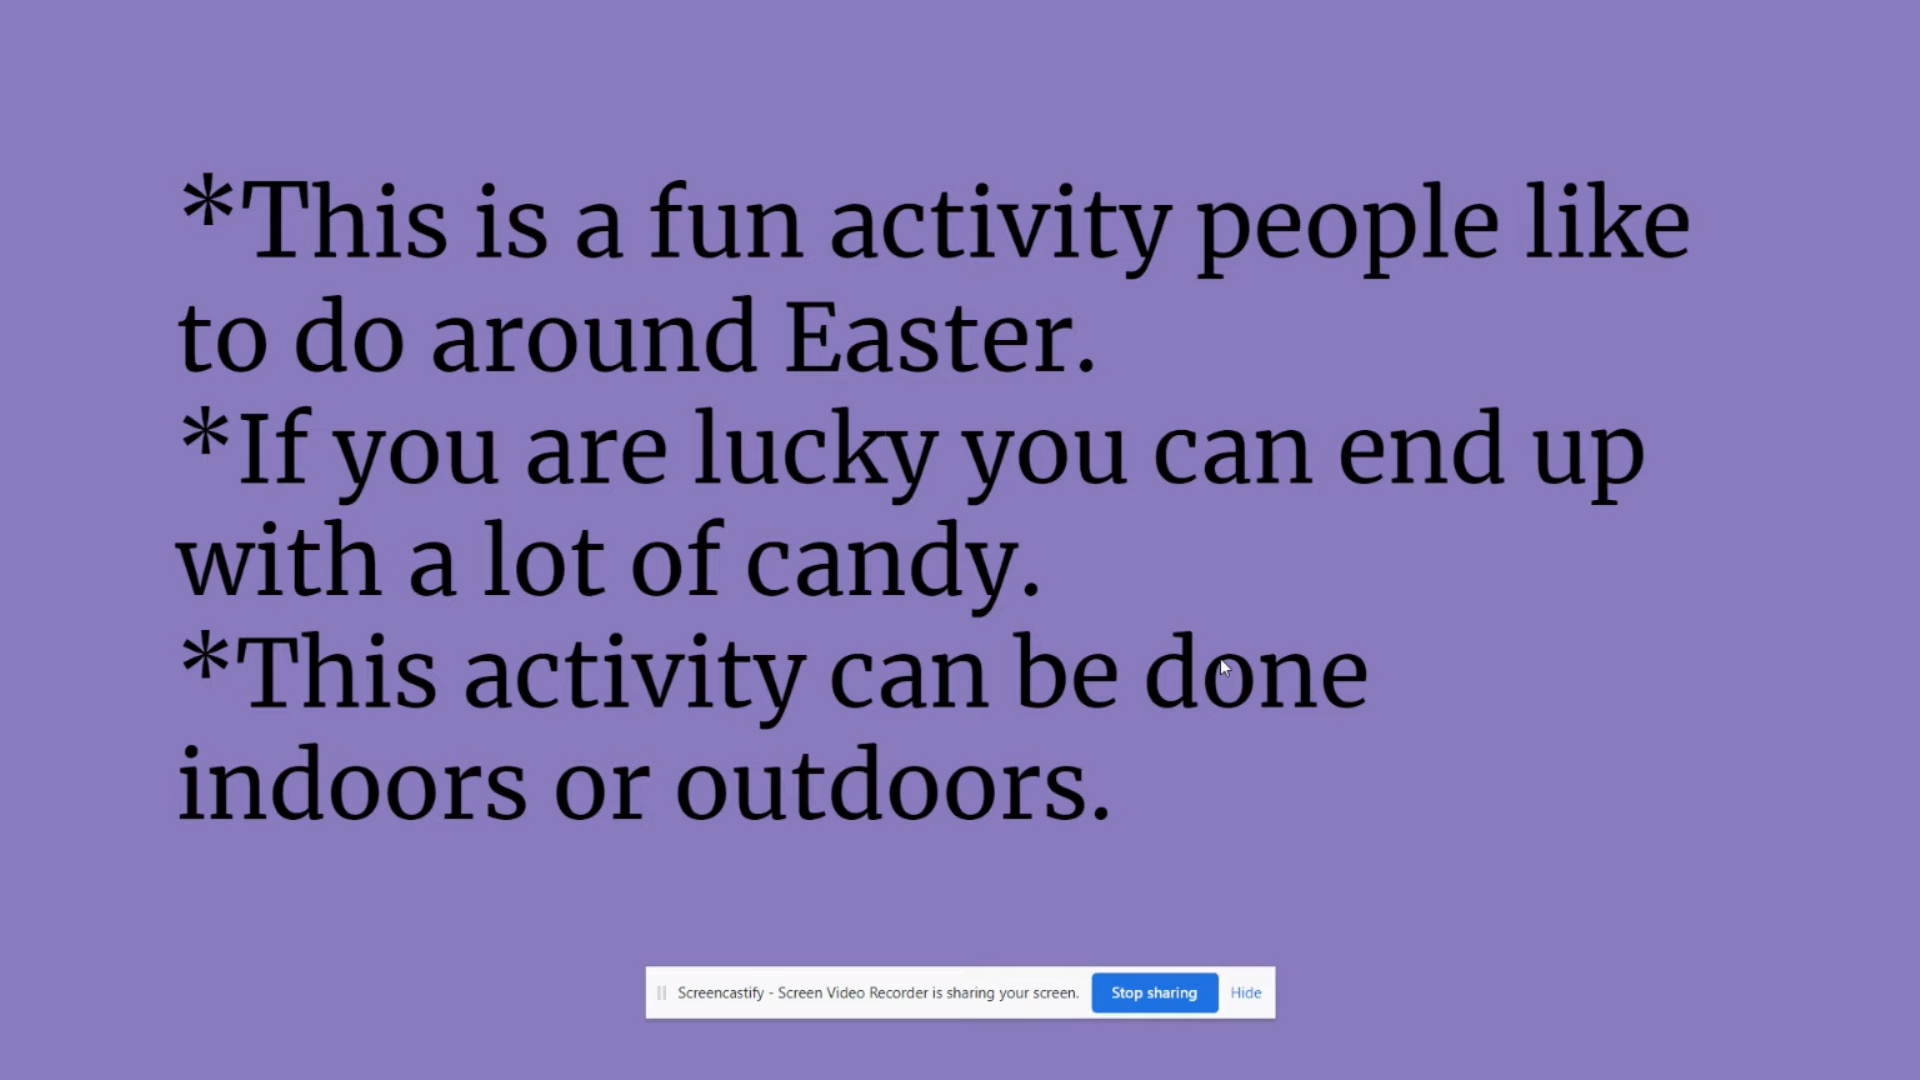 *This is a fun activity people like
to do around Easter.
*If you are lucky you can end up
with a lot of candy.
*This activity can be done
indoors or outdoors.
Screencastify - Screen Video Recorder is sharing your screen. Stop sharing Hide